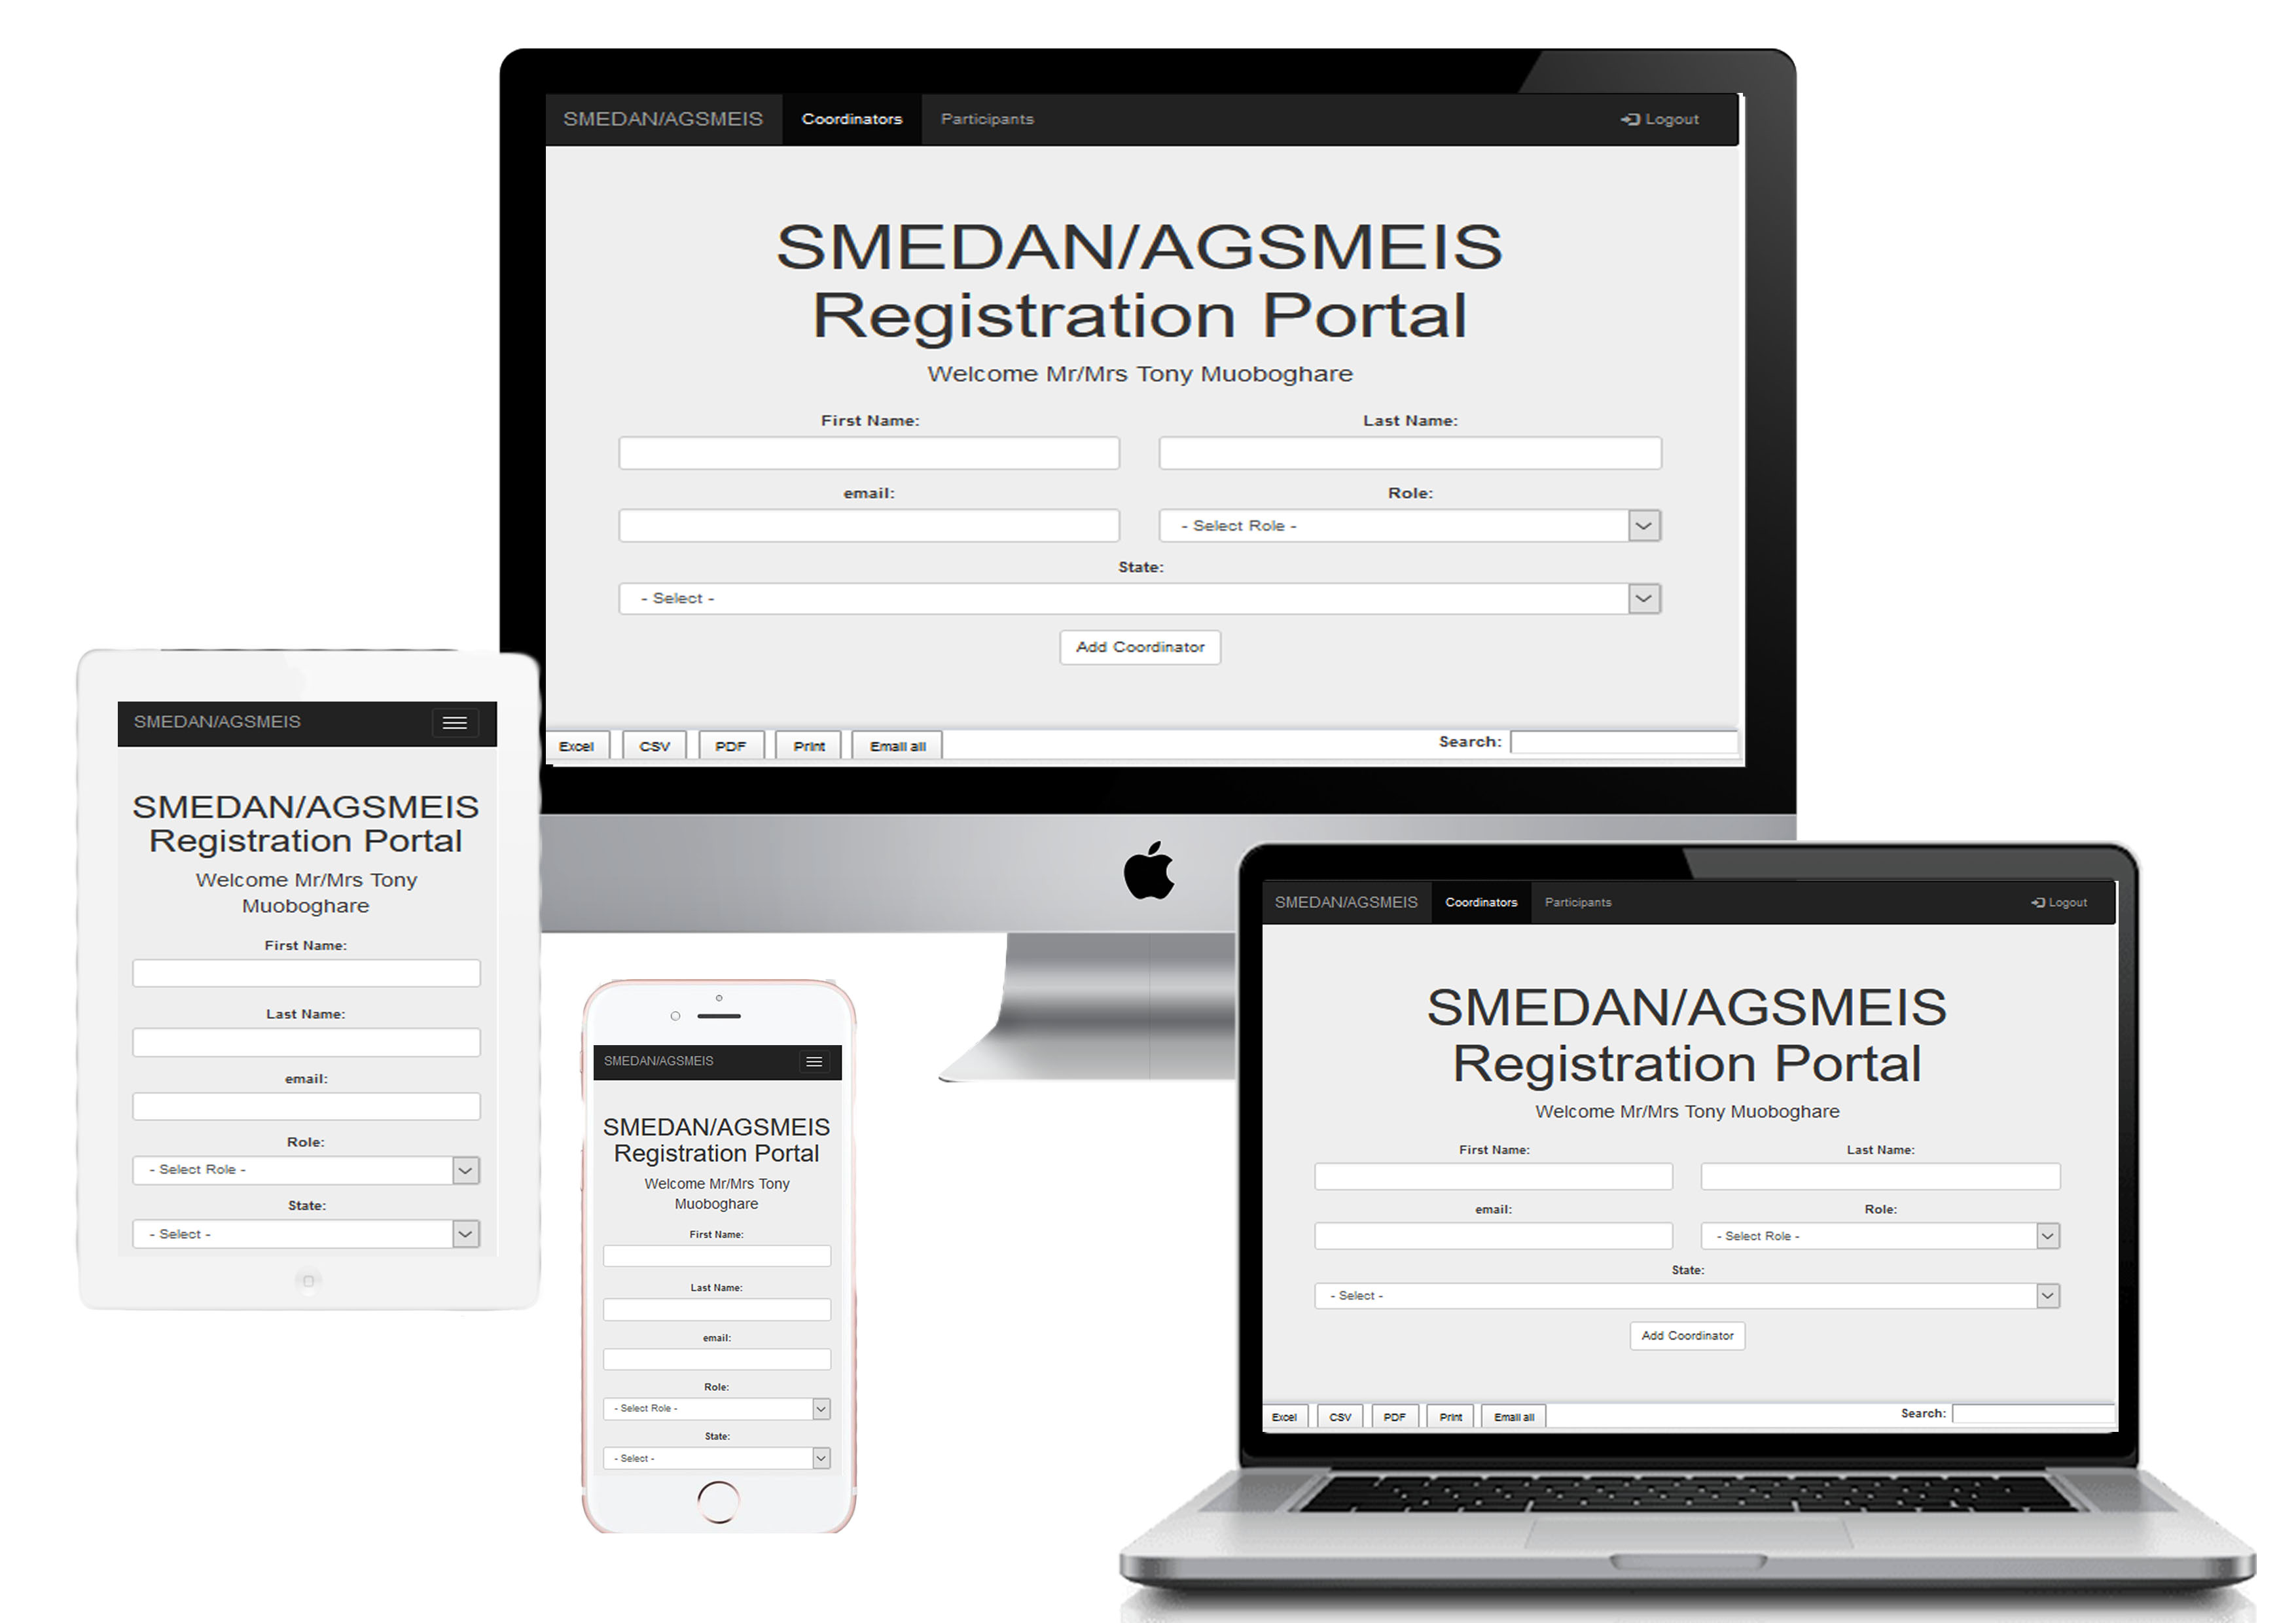 SMEDAN/AGSMEIS Coordinators Participants Logout
SMEDAN/AGSMEIS
Registration Portal
Welcome Mr/Mrs Tony Muoboghare
First Name: Last Name:
email: Role:
- Select Role -
State:
- Select -
Add Coordinator
Excel CSV PDF Print Email all Search:
SMEDAN/AGSMEIS
SMEDAN/AGSMEIS
Registration Portal
Welcome Mr/Mrs Tony
Muoboghare
First Name:
Last Name:
email:
Role:
- Select Role -
State:
- Select -
SMEDAN/AGSMEIS
SMEDAN/AGSMEIS
Registration Portal
Welcome Mr/Mrs Tony
Muoboghare
First Name:
Last Name:
email:
Role:
- Select Role -
State:
- Select -
SMEDAN/AGSMEIS Coordinators Participants Logout
SMEDAN/AGSMEIS
Registration Portal
Welcome Mr/Mrs Tony Muoboghare
First Name: Last Name:
email: Role:
- Select Role -
State:
- Select -
Add Coordinator
Excel CSV PDF Print Email all Search: